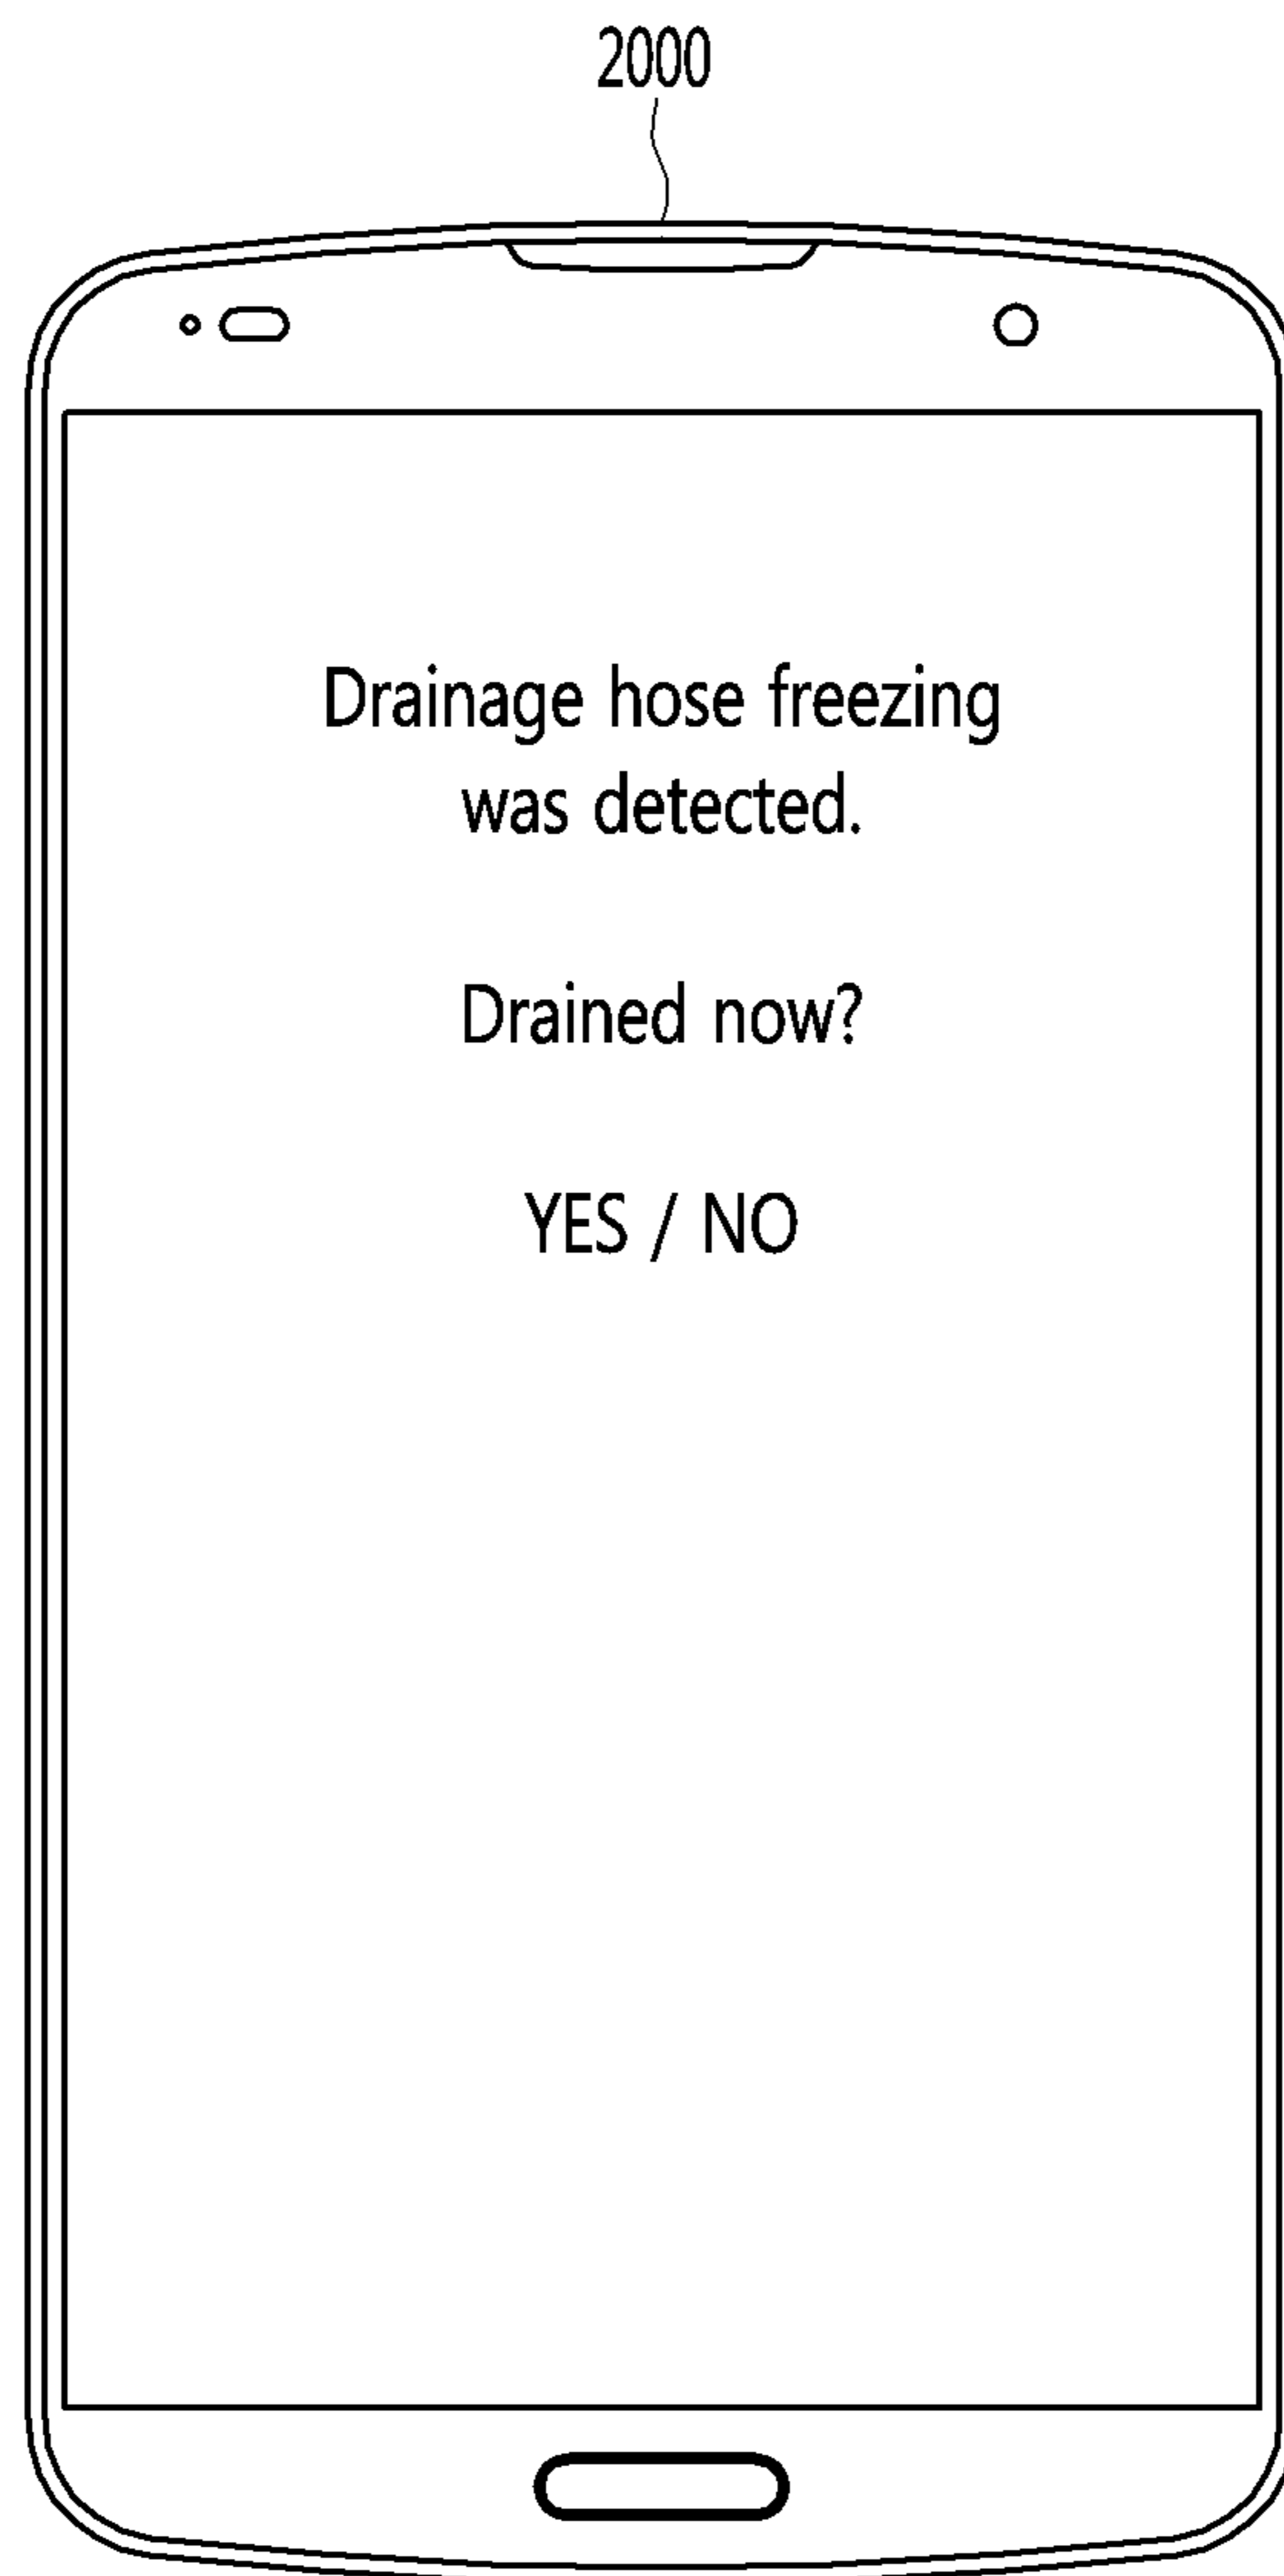 2000
Drainage hose freezing
was detected.
Drained now?
YES / NO